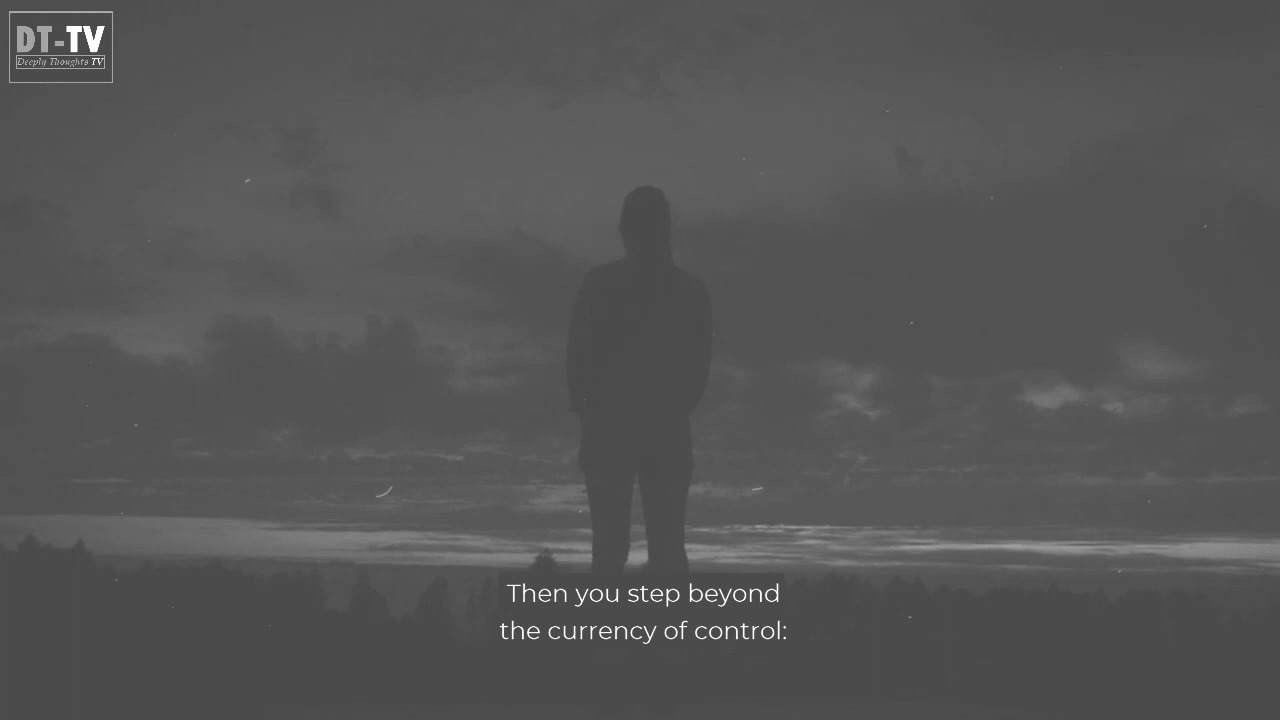 DT-TV
Deeply Thoughts TV
Then you step beyond
the currency of control: